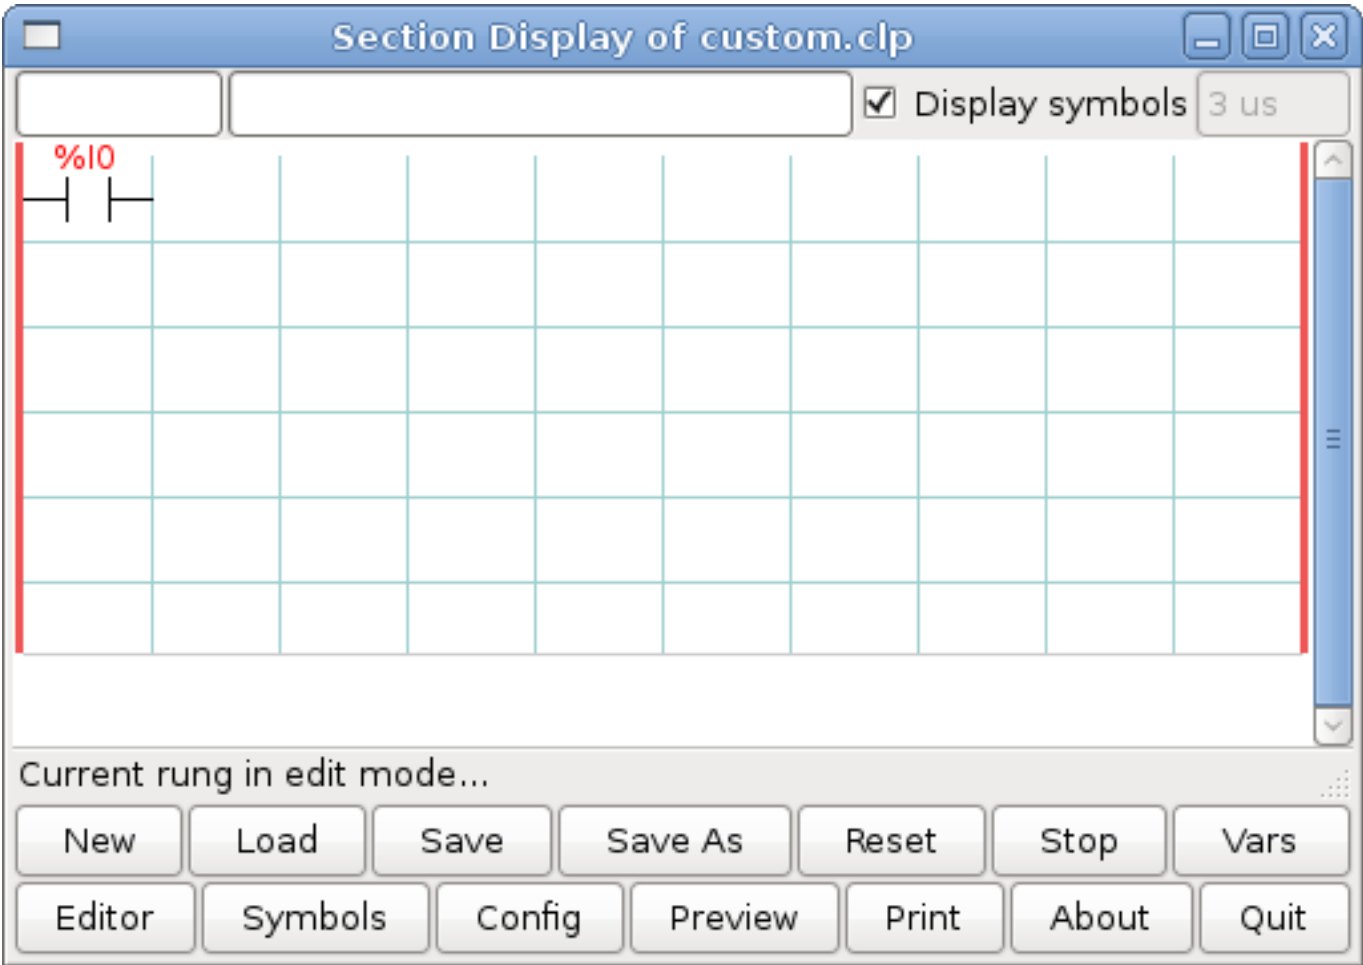 Section Display of custom.clp
Display symbols 3 us
%I0
Current rung in edit mode...
New Load Save Save As Reset Stop Vars
Editor Symbols Config Preview Print About Quit